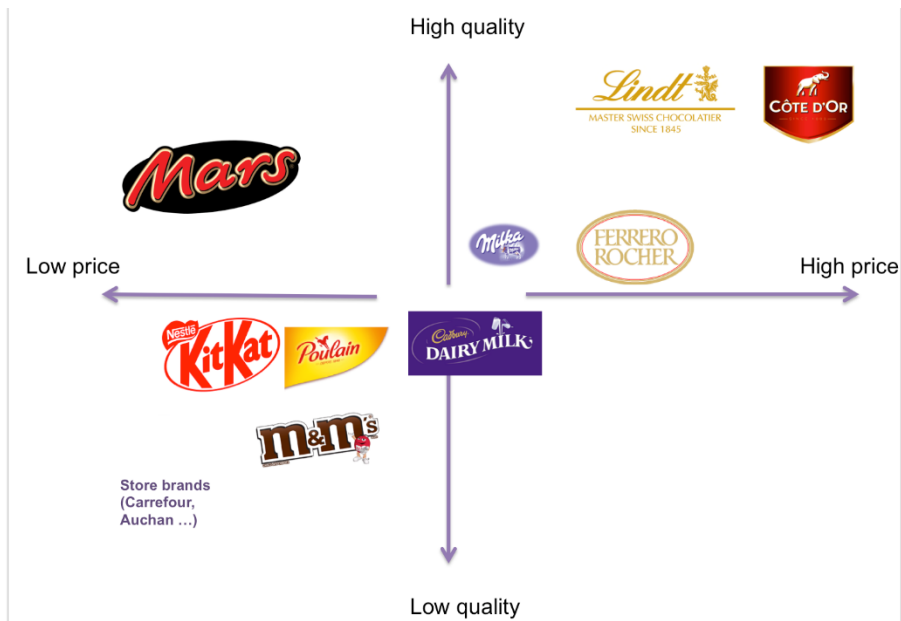 High quality
Lindt
MASTER SWISS CHOCOLATIER
SINCE 1845
CÔTE D'OR
Mars
Milka
FERRERO
ROCHER
Low price
High price
Nestlé
KitKat
Poulain
Cadbury
DAIRY MILK
m&m's
Store brands
(Carrefour,
Auchan ...)
Low quality